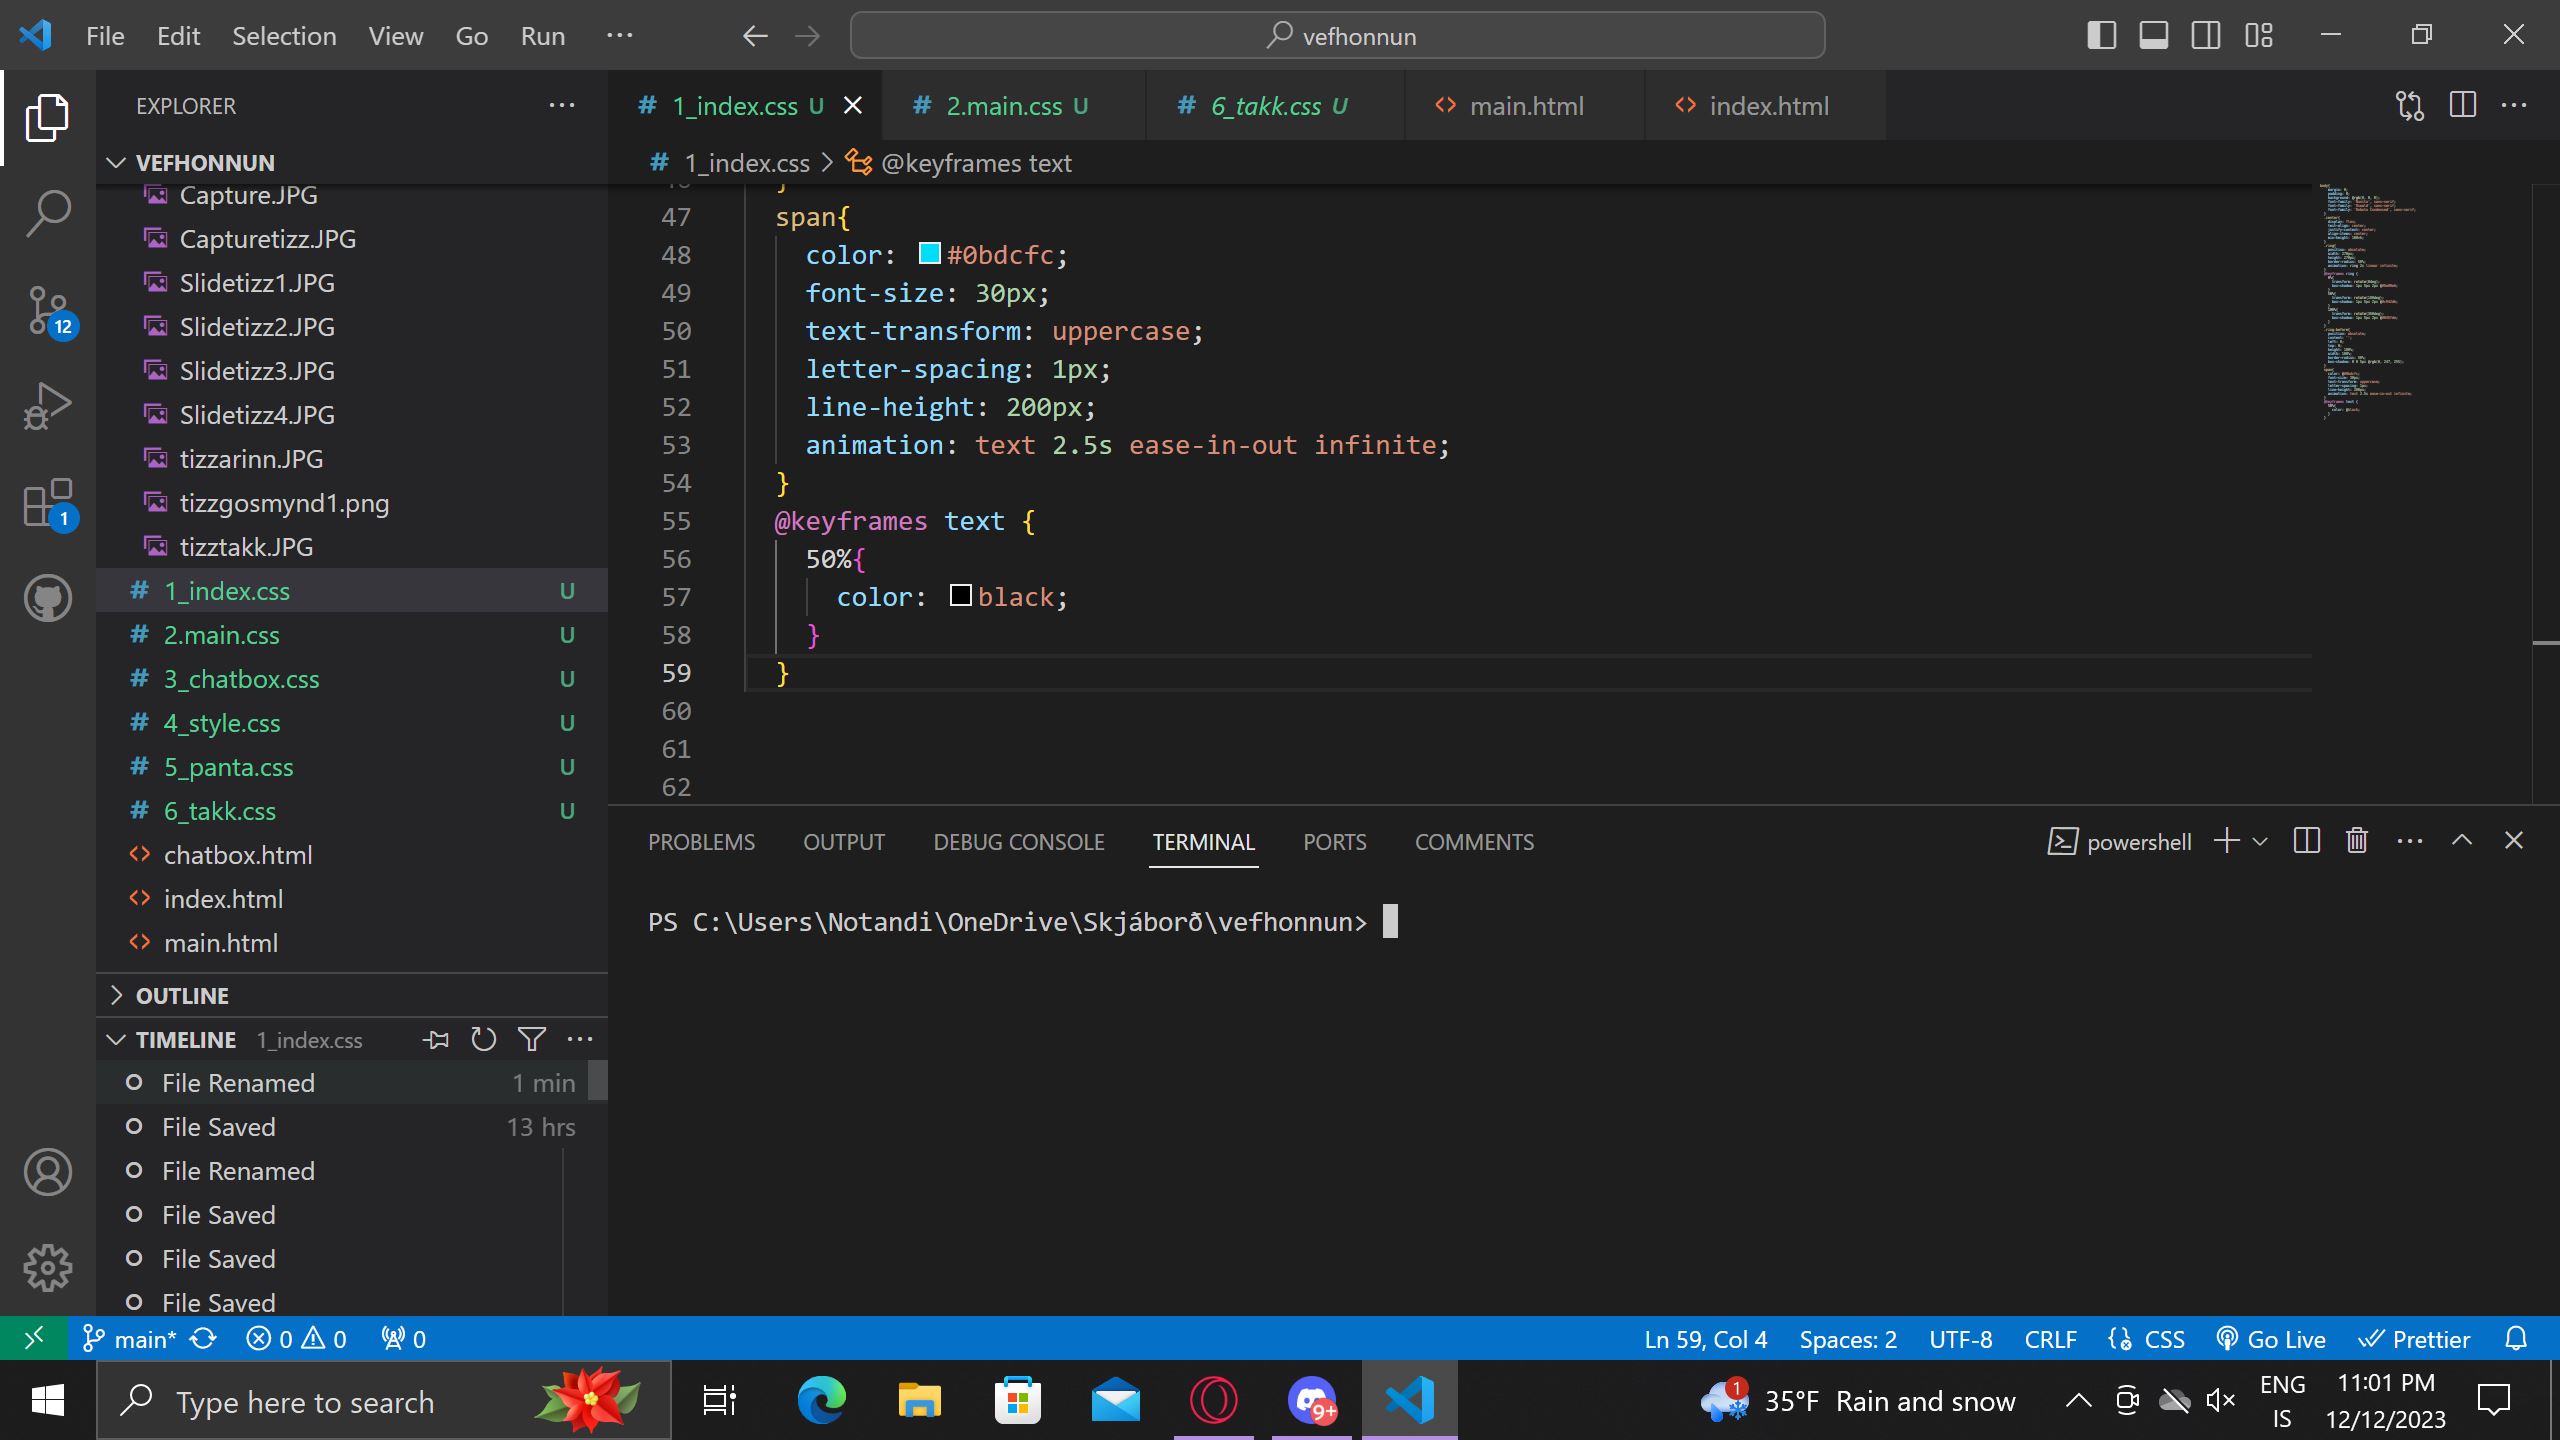 File Edit Selection View Go Run ··· vefhonnun
EXPLORER ···
VEFHONNUN
Capture.JPG
Capturetizz.JPG
Slidetizz1.JPG
Slidetizz2.JPG
Slidetizz3.JPG
Slidetizz4.JPG
tizzarinn.JPG
tizzgosmynd1.png
tizztakk.JPG
# 1_index.css U
# 2.main.css U
# 3_chatbox.css U
# 4_style.css U
# 5_panta.css U
# 6_takk.css U
<> chatbox.html
<> index.html
<> main.html
12
1
OUTLINE
TIMELINE 1_index.css ···
File Renamed 1 min
File Saved 13 hrs
File Renamed
File Saved
File Saved
File Saved
# 1_index.css U # 2.main.css U # 6_takk.css U <> main.html <> index.html ···
# 1_index.css > @keyframes text
47 span{
48 color: #0bdcfc;
49 font-size: 30px;
50 text-transform: uppercase;
51 letter-spacing: 1px;
52 line-height: 200px;
53 animation: text 2.5s ease-in-out infinite;
54 }
55 @keyframes text {
56 50%{
57 color: black;
58 }
59 }
60
61
62
PROBLEMS OUTPUT DEBUG CONSOLE TERMINAL PORTS COMMENTS powershell ···
PS C:\Users\Notandi\OneDrive\Skjáborð\vefhonnun>
main* 0 0 0 Ln 59, Col 4 Spaces: 2 UTF-8 CRLF CSS Go Live Prettier
Type here to search 9+ 1 35°F Rain and snow ENG 11:01 PM
IS 12/12/2023